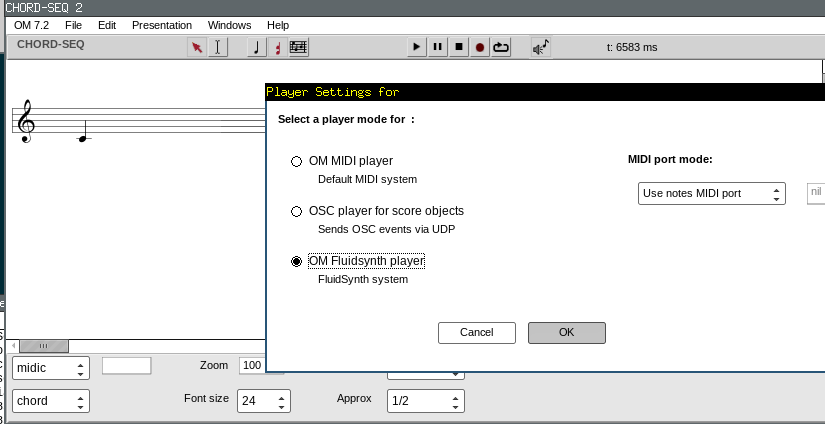 CHORD-SEQ 2
OM 7.2 File Edit Presentation Windows Help
CHORD-SEQ
t: 6583 ms
Player Settings for
Select a player mode for :
OM MIDI player
Default MIDI system
MIDI port mode:
Use notes MIDI port
nil
OSC player for score objects
Sends OSC events via UDP
OM Fluidsynth player
FluidSynth system
Cancel OK
midic Zoom 100
chord Font size 24 Approx 1/2